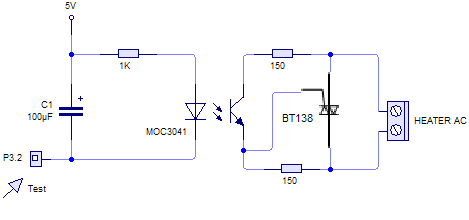 5V
1K
150
C1
100µF
MOC3041
BT138
HEATER AC
P3.2
150
Test